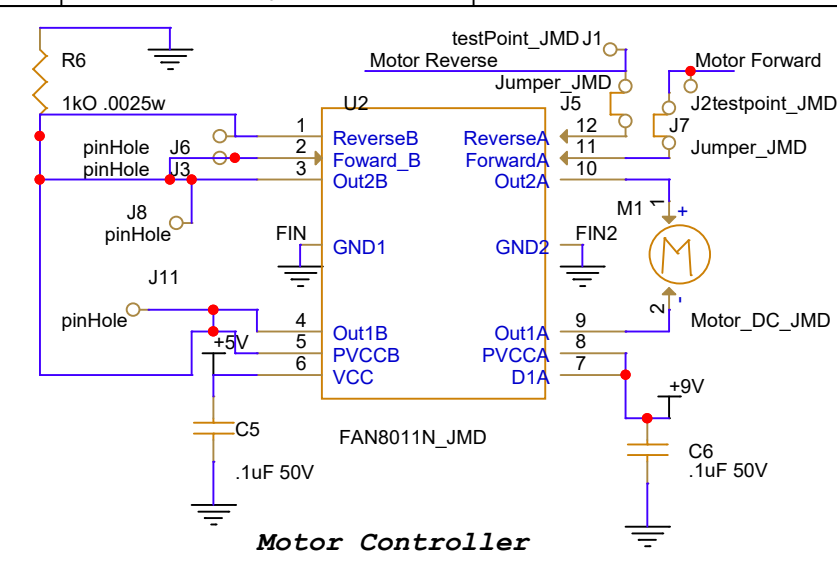 testPoint_JMD J1
R6
Motor Reverse
Motor Forward
Jumper_JMD
1kO .0025w
U2
J5
J2testpoint_JMD
J7
1
ReverseB
ReverseA
12
pinHole
J6
2
Foward_B
ForwardA
11
Jumper_JMD
pinHole
J3
3
Out2B
Out2A
10
J8
pinHole
M1
1
+
FIN
GND1
GND2
FIN2
M
J11
2
-
pinHole
4
Out1B
Out1A
9
Motor_DC_JMD
+5V
5
PVCCB
PVCCA
8
6
VCC
D1A
7
+9V
C5
FAN8011N_JMD
C6
.1uF 50V
.1uF 50V
Motor Controller